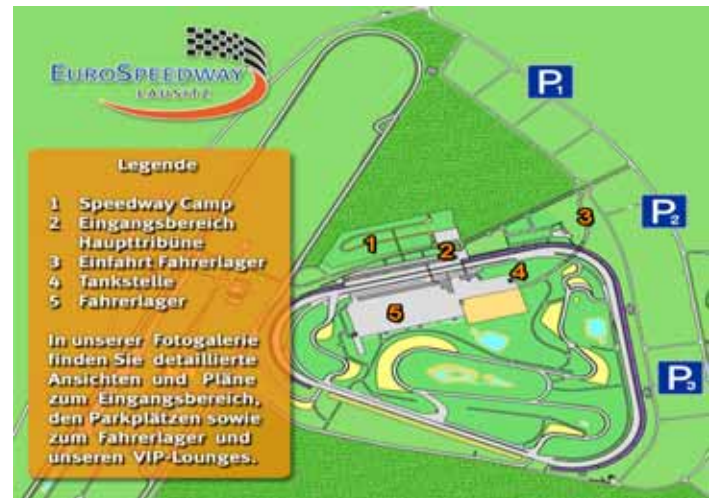 EUROSPEEDWAY
LAUSITZ
Legende
1 Speedway Camp
2 Eingangsbereich
Haupttribüne
3 Einfahrt Fahrerlager
4 Tankstelle
5 Fahrerlager
In unserer Fotogalerie
finden Sie detaillierte
Ansichten und Pläne
zum Eingangsbereich,
den Parkplätzen sowie
zum Fahrerlager und
unseren VIP-Lounges.
P1
P2
3
1
2
4
5
P3